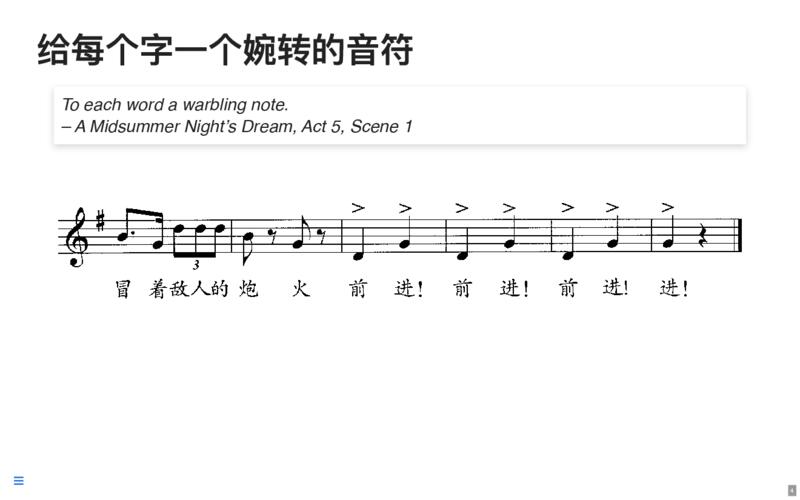 给每个字一个婉转的音符
To each word a warbling note.
– A Midsummer Night's Dream, Act 5, Scene 1
3
冒 着敌人的 炮 火 前 进! 前 进! 前 进! 进!
4